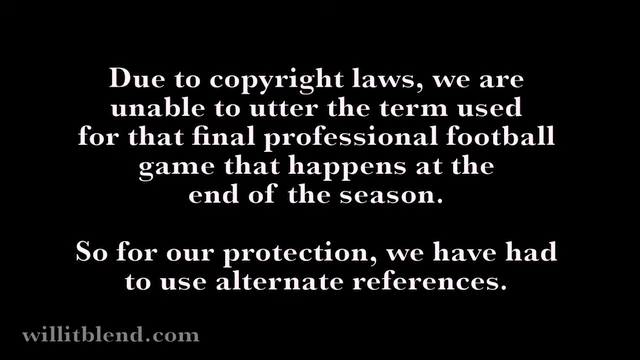 Due to copyright laws, we are
unable to utter the term used
for that final professional football
game that happens at the
end of the season.
So for our protection, we have had
to use alternate references.
willitblend.com